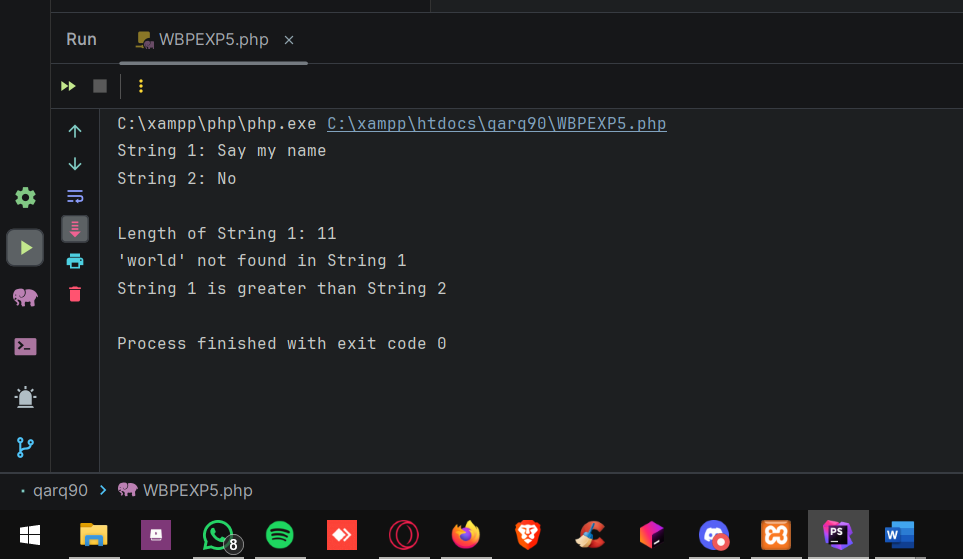 Run
WBPEXP5.php
C:\xampp\php\php.exe C:\xampp\htdocs\qarq90\WBPEXP5.php
String 1: Say my name
String 2: No
Length of String 1: 11
'world' not found in String 1
String 1 is greater than String 2
Process finished with exit code 0
qarq90 > WBPEXP5.php
8
PS
W